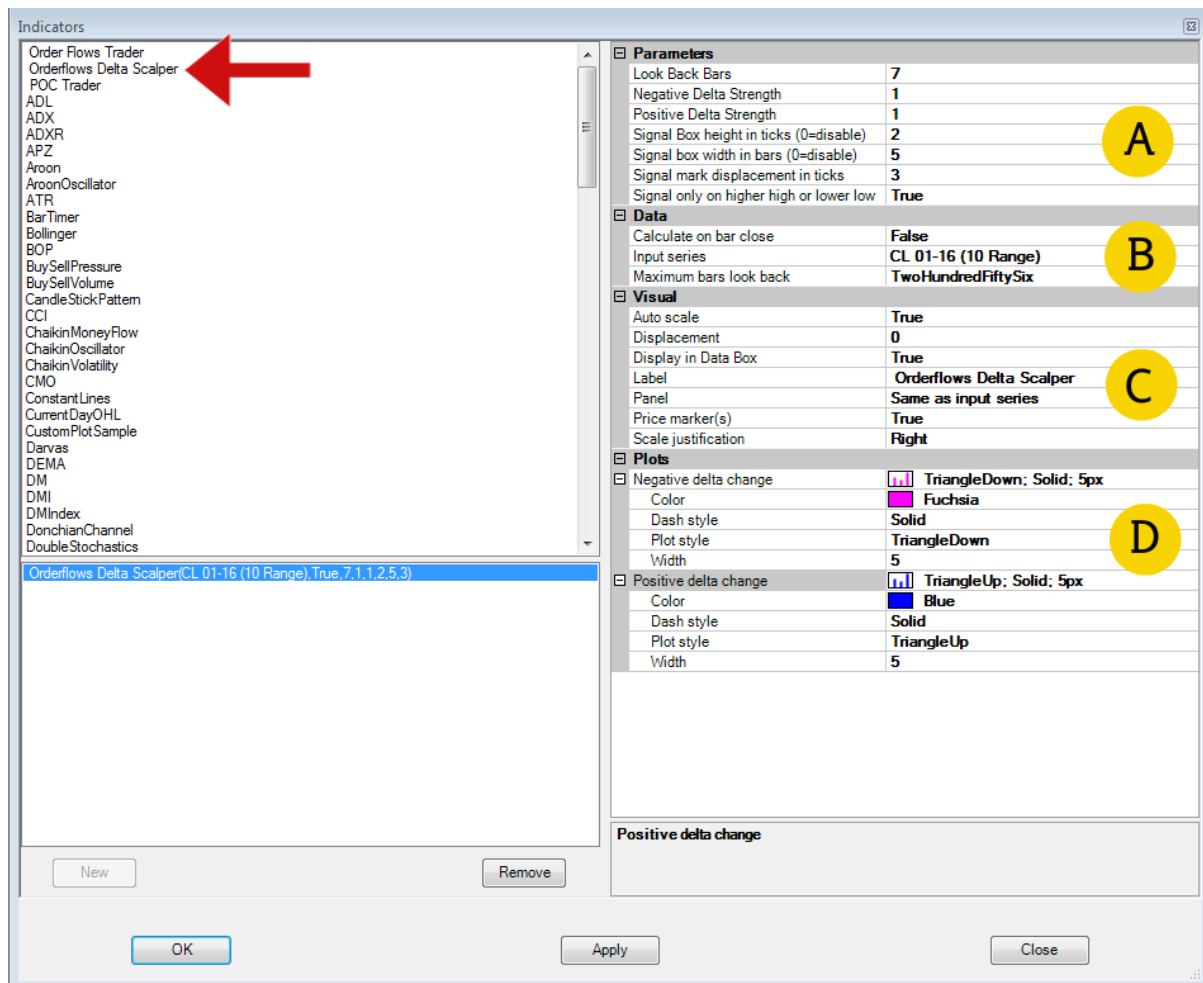 Indicators
Order Flows Trader
Orderflows Delta Scalper
POC Trader
ADL
ADX
ADXR
APZ
Aroon
AroonOscillator
ATR
BarTimer
Bollinger
BOP
BuySellPressure
BuySellVolume
CandleStickPattern
CCI
ChaikinMoneyFlow
ChaikinOscillator
ChaikinVolatility
CMO
ConstantLines
CurrentDayOHL
CustomPlotSample
Darvas
DEMA
DM
DMI
DMIndex
DonchianChannel
DoubleStochastics
Orderflows Delta Scalper(CL 01-16 (10 Range),True,7,1,1,2,5,3)
New
Remove
Parameters
Look Back Bars 7
Negative Delta Strength 1
Positive Delta Strength 1
Signal Box height in ticks (0=disable) 2
Signal box width in bars (0=disable) 5
Signal mark displacement in ticks 3
Signal only on higher high or lower low True
A
Data
Calculate on bar close False
Input series CL 01-16 (10 Range)
Maximum bars look back TwoHundredFiftySix
B
Visual
Auto scale True
Displacement 0
Display in Data Box True
Label Orderflows Delta Scalper
Panel Same as input series
Price marker(s) True
Scale justification Right
C
Plots
Negative delta change TriangleDown; Solid; 5px
Color Fuchsia
Dash style Solid
Plot style TriangleDown
Width 5
D
Positive delta change TriangleUp; Solid; 5px
Color Blue
Dash style Solid
Plot style TriangleUp
Width 5
Positive delta change
OK
Apply
Close